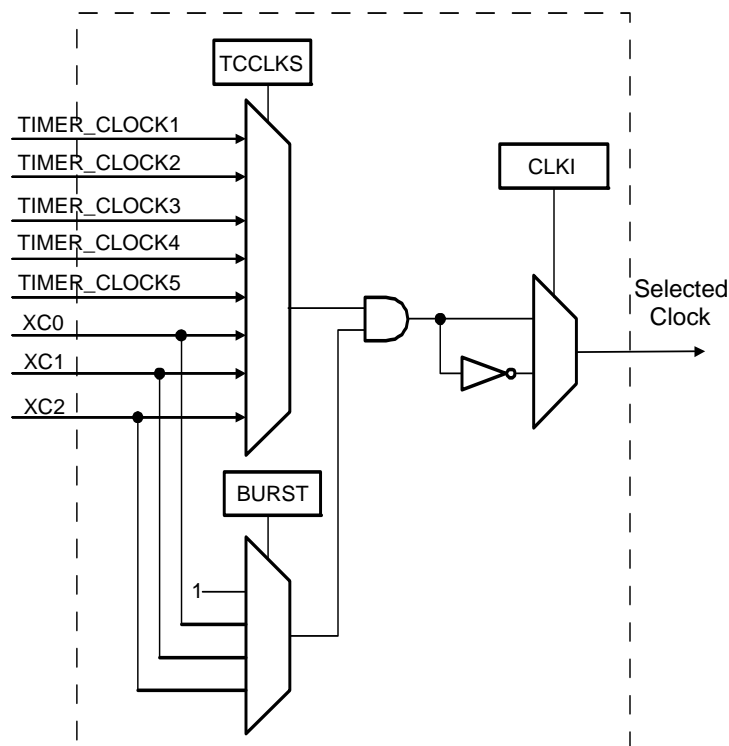 TCCLKS
TIMER_CLOCK1
TIMER_CLOCK2
CLKI
TIMER_CLOCK3
TIMER_CLOCK4
TIMER_CLOCK5
Selected
Clock
XC0
XC1
XC2
BURST
1